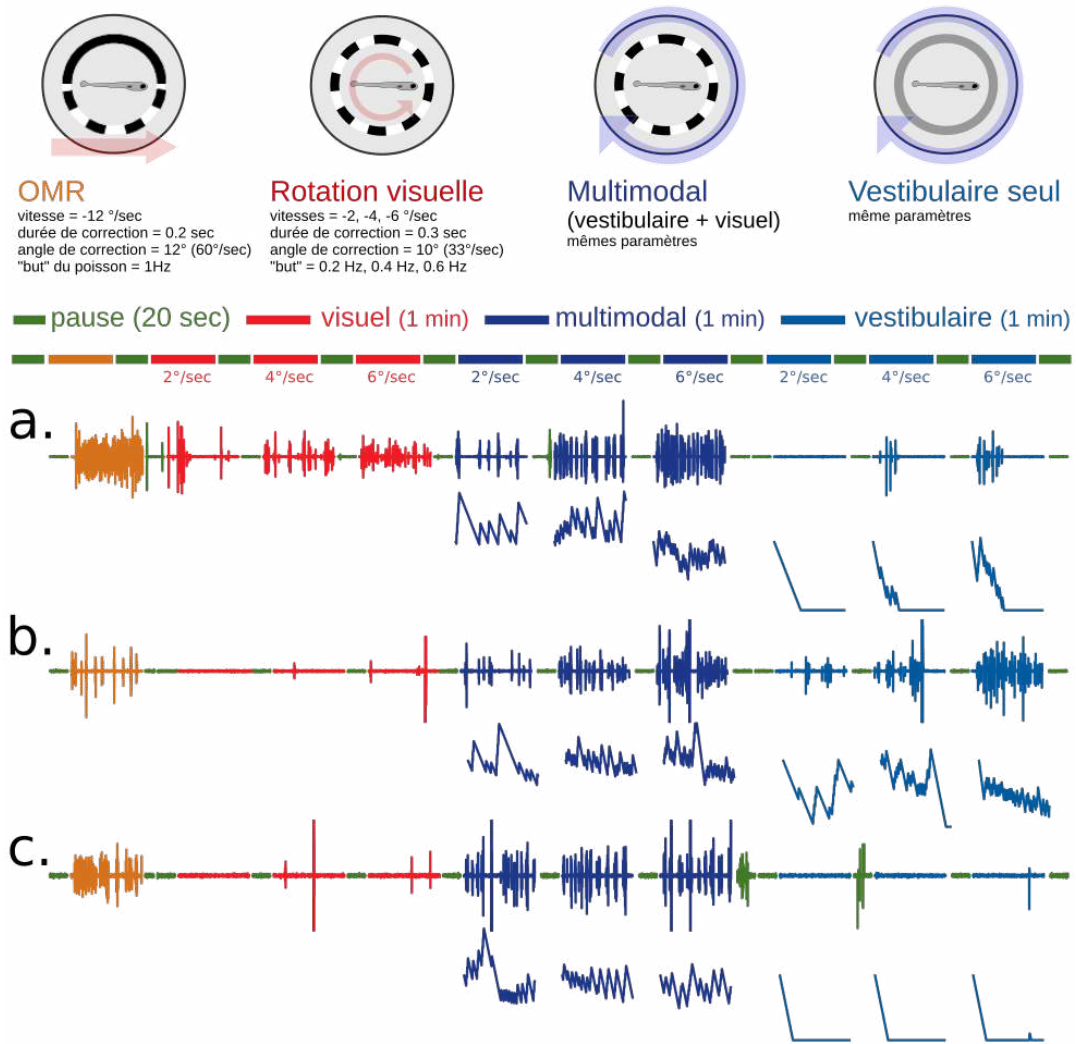 OMR
vitesse = -12 °/sec
durée de correction = 0.2 sec
angle de correction = 12° (60°/sec)
"but" du poisson = 1Hz
Rotation visuelle
vitesses = -2, -4, -6 °/sec
durée de correction = 0.3 sec
angle de correction = 10° (33°/sec)
"but" = 0.2 Hz, 0.4 Hz, 0.6 Hz
Multimodal
(vestibulaire + visuel)
mêmes paramètres
Vestibulaire seul
même paramètres
pause (20 sec) visuel (1 min) multimodal (1 min) vestibulaire (1 min)
2°/sec 4°/sec 6°/sec 2°/sec 4°/sec 6°/sec 2°/sec 4°/sec 6°/sec
a.
b.
c.